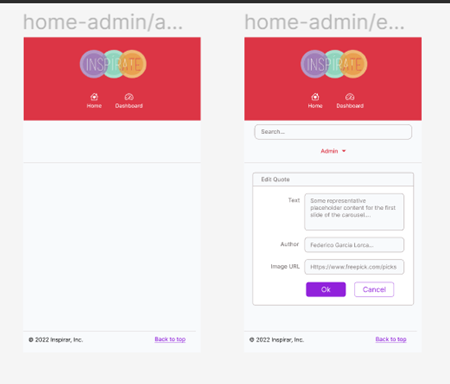 home-admin/a...
INSPIRATE
Home Dashboard
© 2022 Inspirar, Inc. Back to top
home-admin/e...
INSPIRATE
Home Dashboard
Search...
Admin
Edit Quote
Text
Some representative
placeholder content for the first
slide of the carousel...
Author
Federico García Lorca...
Image URL
Https://www.freepick.com/picks
Ok Cancel
© 2022 Inspirar, Inc. Back to top